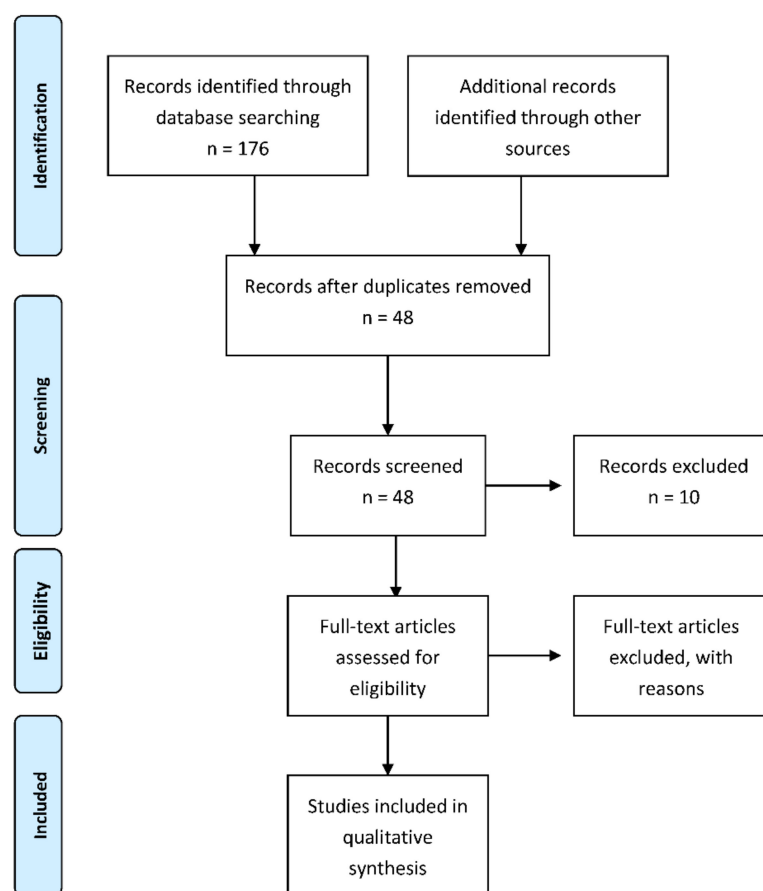 Identification
Records identified through
database searching
n = 176
Additional records
identified through other
sources
Records after duplicates removed
n = 48
Screening
Records screened
n = 48
Records excluded
n = 10
Eligibility
Full-text articles
assessed for
eligibility
Full-text articles
excluded, with
reasons
Included
Studies included in
qualitative
synthesis